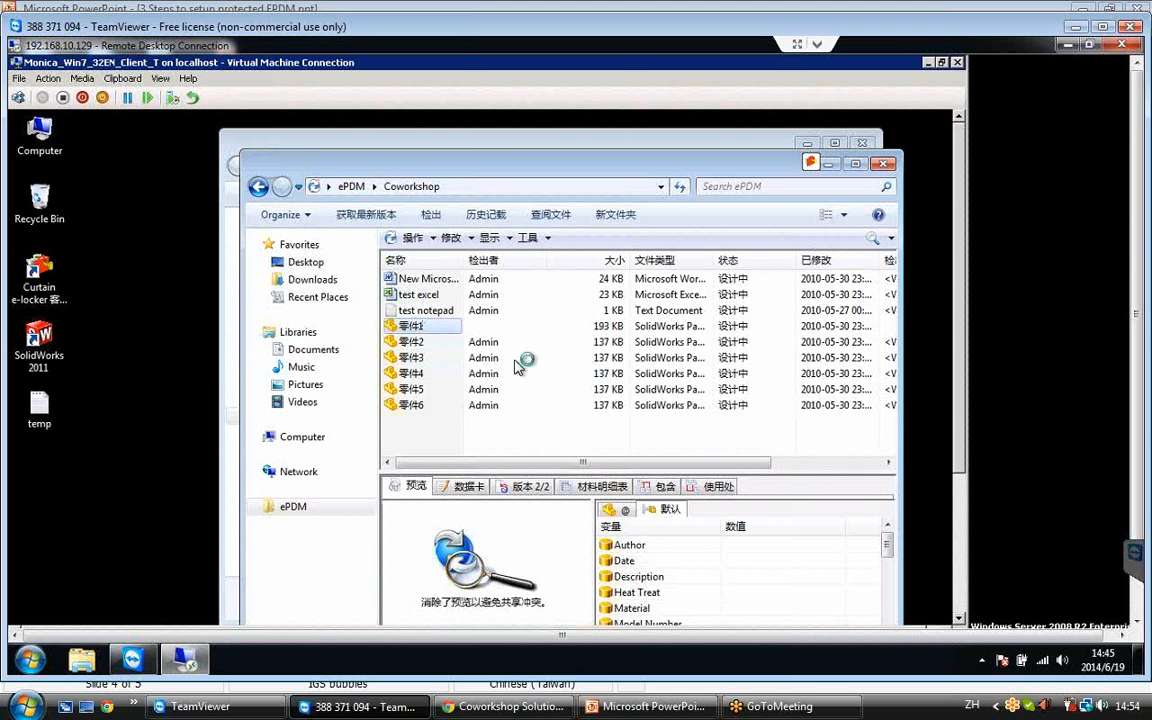 Microsoft PowerPoint - [3 Steps to setup protected EPDM.ppt]
388 371 094 - TeamViewer - Free license (non-commercial use only)
192.168.10.129 - Remote Desktop Connection
Monica_Win7_32EN_Client_T on localhost - Virtual Machine Connection
File Action Media Clipboard View Help
Computer
Recycle Bin
Curtain
e-locker 客...
SolidWorks
2011
temp
ePDM Coworkshop
Search ePDM
Organize 获取最新版本 检出 历史记载 查阅文件 新文件夹
操作 修改 显示 工具
Favorites
Desktop
Downloads
Recent Places
Libraries
Documents
Music
Pictures
Videos
Computer
Network
ePDM
名称 检出者 大小 文件类型 状态 已修改 检
New Micros... Admin 24 KB Microsoft Wor... 设计中 2010-05-30 23:... <V
test excel Admin 23 KB Microsoft Exce... 设计中 2010-05-30 23:... <V
test notepad Admin 1 KB Text Document 设计中 2010-05-27 00:... <V
零件1 193 KB SolidWorks Pa... 设计中 2010-05-30 23:... <V
零件2 Admin 137 KB SolidWorks Pa... 设计中 2010-05-30 23:... <V
零件3 Admin 137 KB SolidWorks Pa... 设计中 2010-05-30 23:... <V
零件4 Admin 137 KB SolidWorks Pa... 设计中 2010-05-30 23:... <V
零件5 Admin 137 KB SolidWorks Pa... 设计中 2010-05-30 23:... <V
零件6 Admin 137 KB SolidWorks Pa... 设计中 2010-05-30 23:... <V
预览 数据卡 版本 2/2 材料明细表 包含 使用处
消除了预览以避免共享冲突。
@ 默认
变量 数值
Author
Date
Description
Heat Treat
Material
Model Number
Windows Server 2008 R2 Enterpris
14:45
2014/6/19
Slide 4 of 5 IGS bubbles Chinese (Taiwan)
TeamViewer 388 371 094 - Team... Coworkshop Solutio... Microsoft PowerPoi... GoToMeeting ZH 14:54